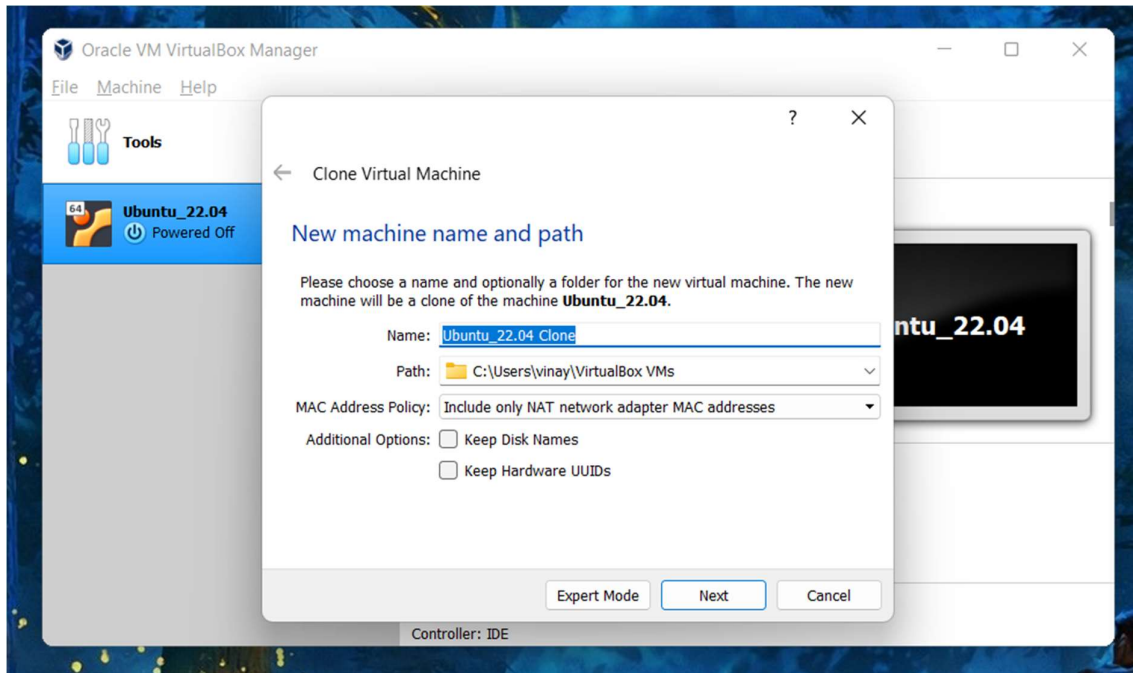 Oracle VM VirtualBox Manager
File Machine Help
Tools
64
Ubuntu_22.04
Powered Off
?
Clone Virtual Machine
New machine name and path
Please choose a name and optionally a folder for the new virtual machine. The new
machine will be a clone of the machine Ubuntu_22.04.
Name: Ubuntu_22.04 Clone
Path: C:\Users\vinay\VirtualBox VMs
MAC Address Policy: Include only NAT network adapter MAC addresses
Additional Options: Keep Disk Names
Keep Hardware UUIDs
Expert Mode Next Cancel
ntu_22.04
Controller: IDE